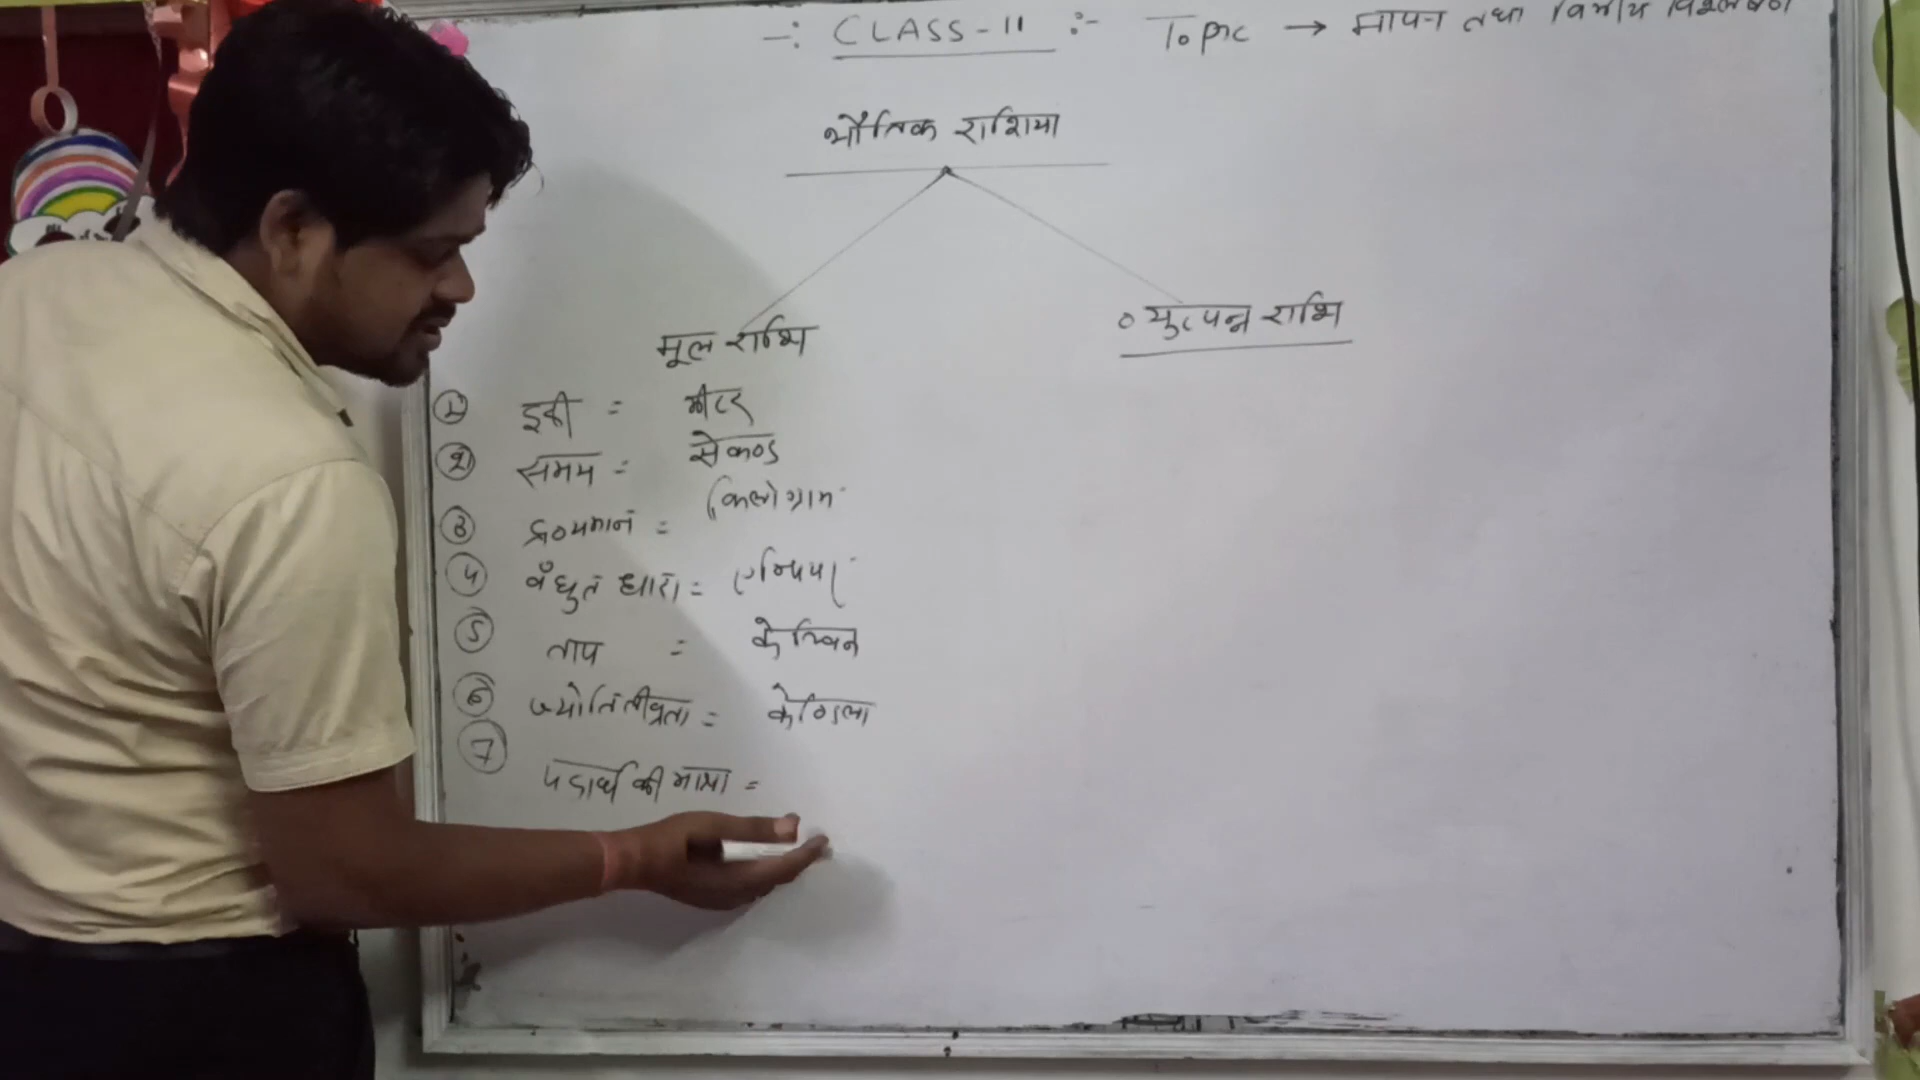 -: CLASS-11 :- Topic → मापन तथा विमीय विश्लेषण
भौतिक राशिया
मूल राशि
व्युत्पन्न राशि
① = मीटर
② समय = सेकण्ड
③ द्रव्यमान = किलोग्राम
④ वैधुत धारा = एम्पियर
⑤ ताप = केल्विन
⑥ ज्योति तीव्रता = केण्डिला
⑦ पदार्थ की मात्रा =